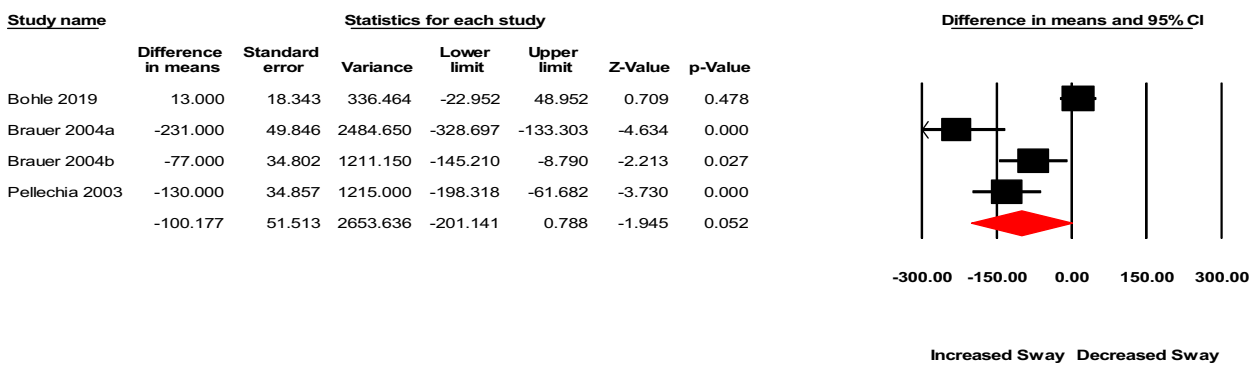 Study name Statistics for each study Difference in means and 95% CI
Difference in means Standard error Variance Lower limit Upper limit Z-Value p-Value
Bohle 2019 13.000 18.343 336.464 -22.952 48.952 0.709 0.478
Brauer 2004a -231.000 49.846 2484.650 -328.697 -133.303 -4.634 0.000
Brauer 2004b -77.000 34.802 1211.150 -145.210 -8.790 -2.213 0.027
Pellechia 2003 -130.000 34.857 1215.000 -198.318 -61.682 -3.730 0.000
-100.177 51.513 2653.636 -201.141 0.788 -1.945 0.052
-300.00 -150.00 0.00 150.00 300.00
Increased Sway Decreased Sway